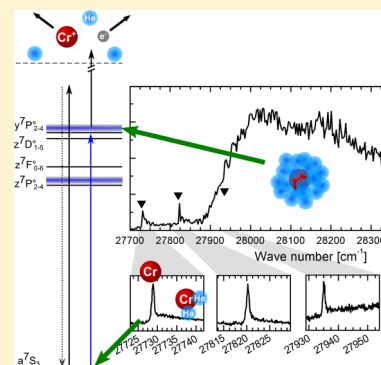 He
Cr⁺
e⁻
y⁷P°₂₋₄
z⁷D°₁₋₅
z⁷F°₀₋₆
z⁷P°₂₋₄
a⁷S₃
27700 27800 27900 28000 28100 28200 28300
Wave number [cm⁻¹]
Cr
Cr He
He
27725 27730 27735 27740
27815 27820 27825
27930 27940 27950